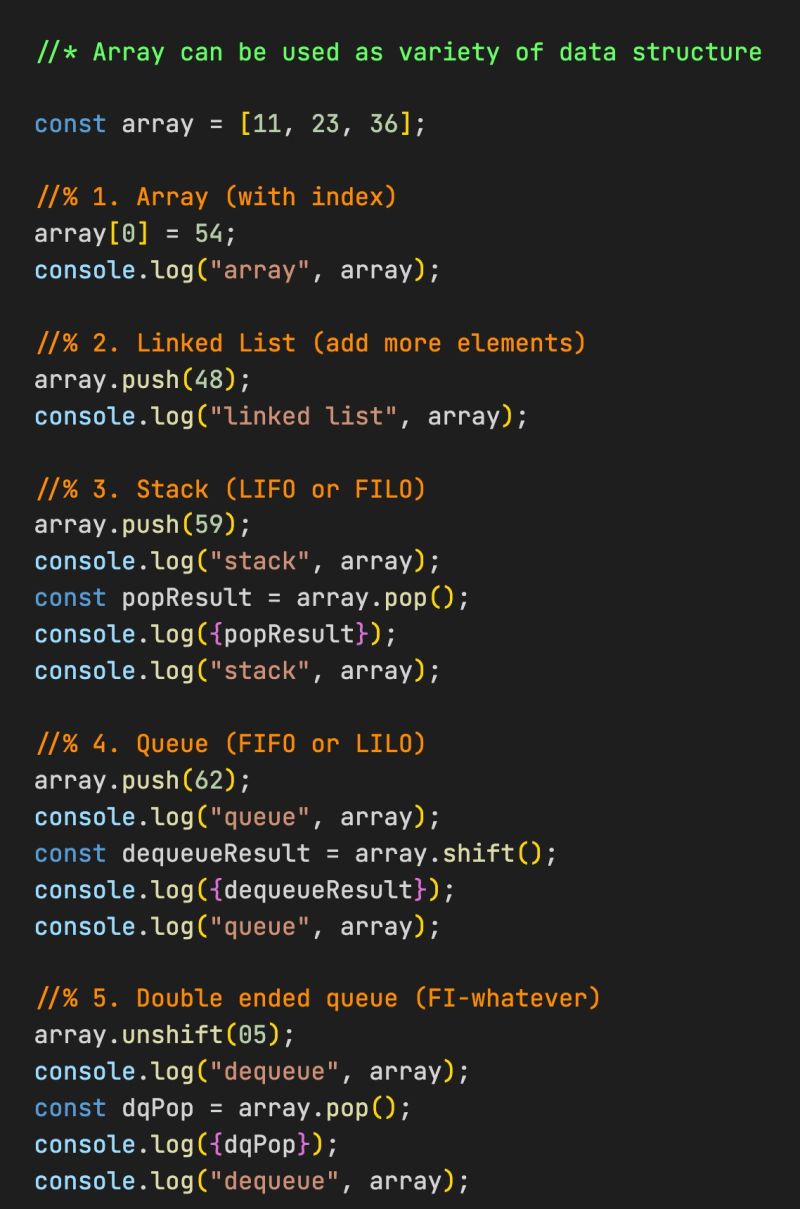 //* Array can be used as variety of data structure
const array = [11, 23, 36];
//% 1. Array (with index)
array[0] = 54;
console.log("array", array);
//% 2. Linked List (add more elements)
array.push(48);
console.log("linked list", array);
//% 3. Stack (LIFO or FILO)
array.push(59);
console.log("stack", array);
const popResult = array.pop();
console.log({popResult});
console.log("stack", array);
//% 4. Queue (FIFO or LILO)
array.push(62);
console.log("queue", array);
const dequeueResult = array.shift();
console.log({dequeueResult});
console.log("queue", array);
//% 5. Double ended queue (FI-whatever)
array.unshift(05);
console.log("dequeue", array);
const dqPop = array.pop();
console.log({dqPop});
console.log("dequeue", array);